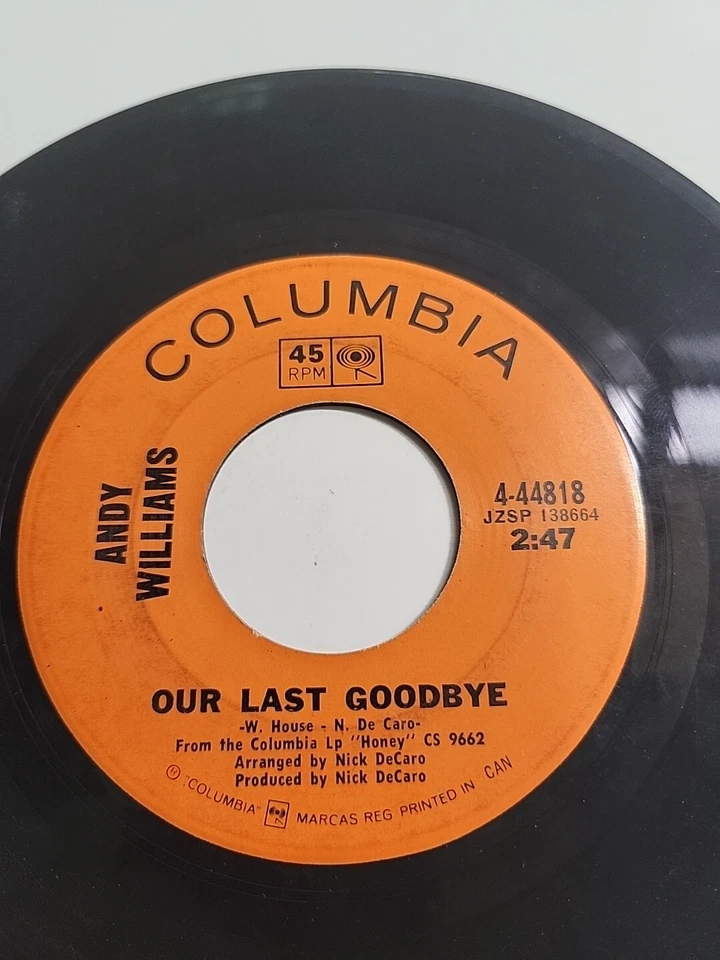 COLUMBIA
45
RPM
ANDY
WILLIAMS
4-44818
JZSP 138664
2:47
OUR LAST GOODBYE
-W. House - N. De Caro-
From the Columbia Lp "Honey" CS 9662
Arranged by Nick DeCaro
Produced by Nick DeCaro
Ⓗ "COLUMBIA" MARCAS REG PRINTED IN CAN